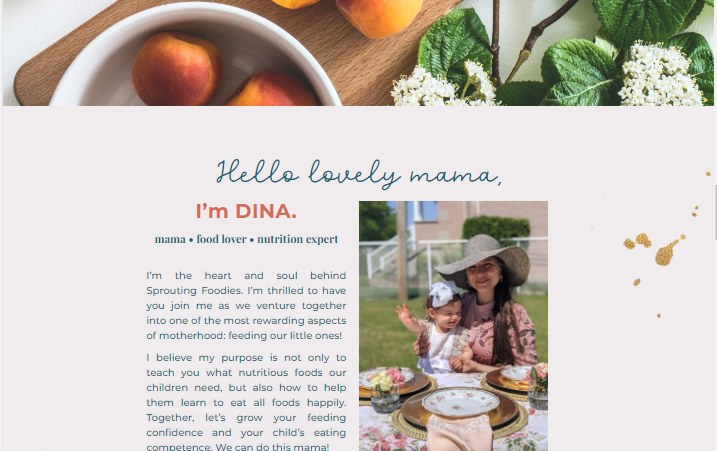 Hello lovely mama,
I'm DINA.
mama • food lover • nutrition expert
I'm the heart and soul behind
Sprouting Foodies. I'm thrilled to have
you join me as we venture together
into one of the most rewarding aspects
of motherhood: feeding our little ones!
I believe my purpose is not only to
teach you what nutritious foods our
children need, but also how to help
them learn to eat all foods happily.
Together, let's grow your feeding
confidence and your child's eating
competence. We can do this mama!